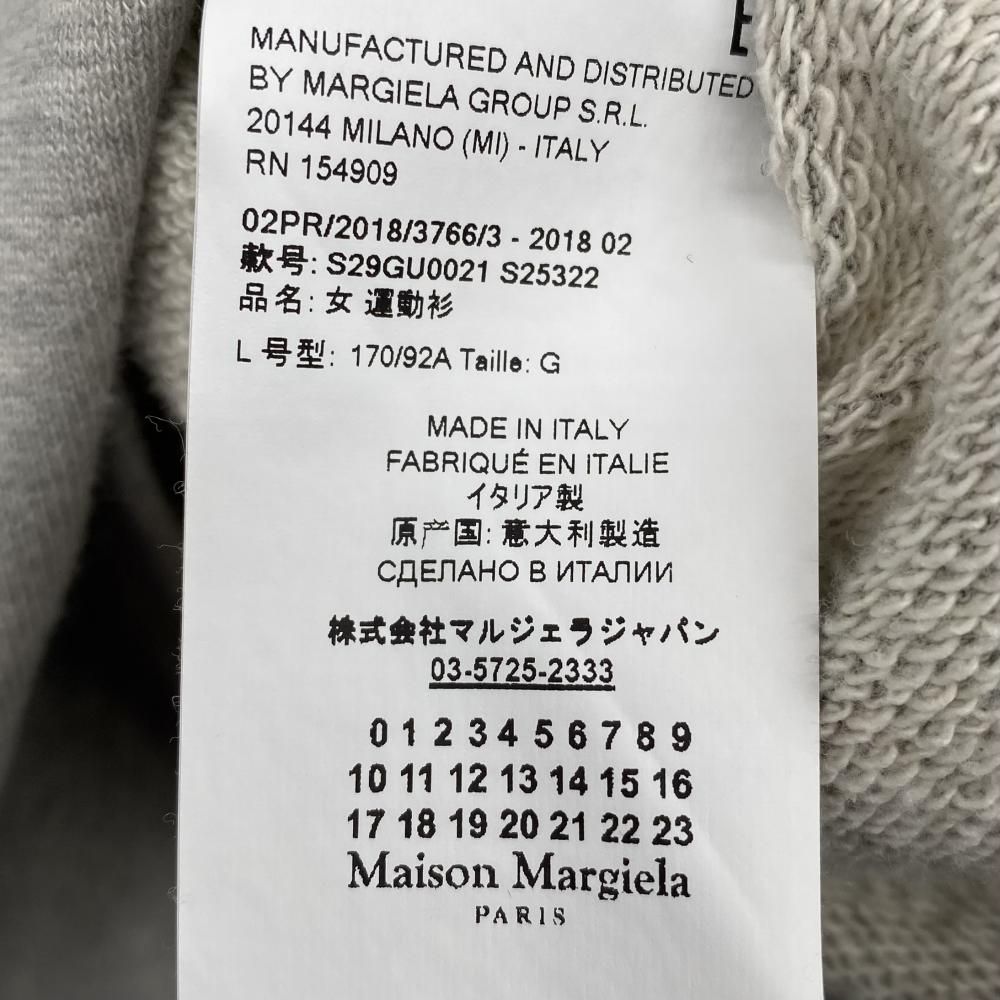 MANUFACTURED AND DISTRIBUTED
BY MARGIELA GROUP S.R.L.
20144 MILANO (MI) - ITALY
RN 154909
02PR/2018/3766/3 - 2018 02
款号: S29GU0021 S25322
品名: 女 運動衫
L 号型: 170/92A Taille: G
MADE IN ITALY
FABRIQUÉ EN ITALIE
イタリア製
原产国: 意大利製造
СДЕЛАНО В ИТАЛИИ
株式会社マルジェラジャパン
03-5725-2333
0 1 2 3 4 5 6 7 8 9
10 11 12 13 14 15 16
17 18 19 20 21 22 23
Maison Margiela
PARIS